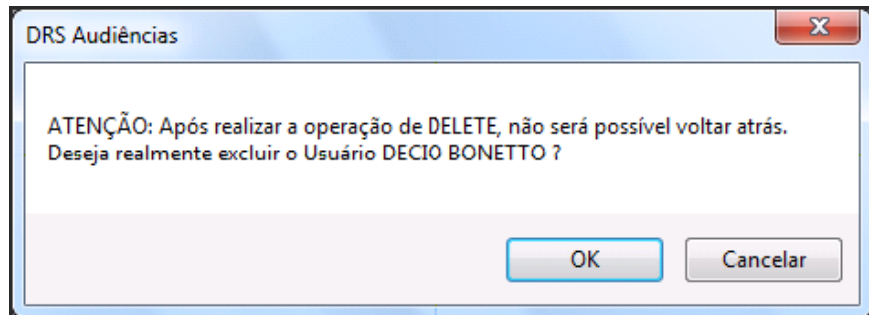 DRS Audiências
ATENÇÃO: Após realizar a operação de DELETE, não será possível voltar atrás.
Deseja realmente excluir o Usuário DECIO BONETTO ?
OK
Cancelar